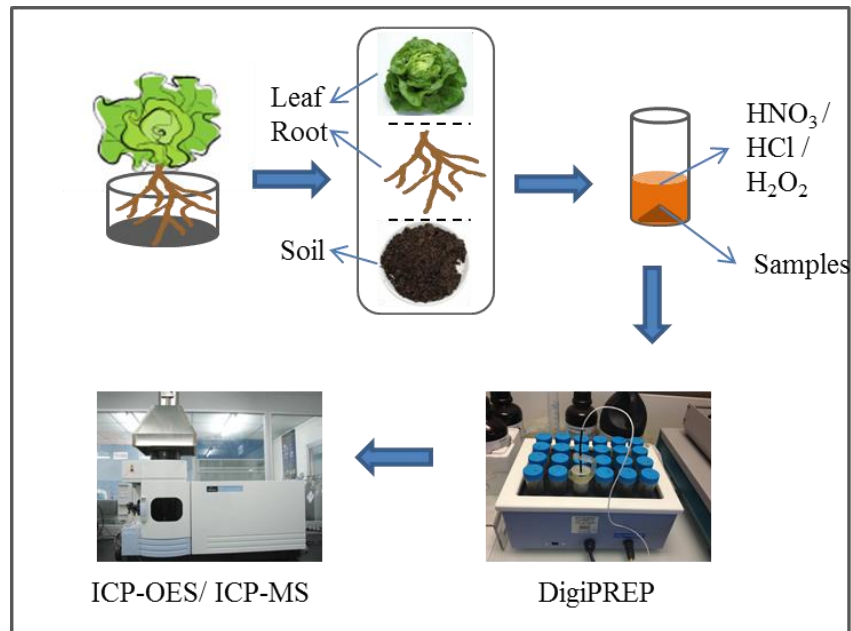 Leaf
Root
Soil
HNO₃ /
HCl /
H₂O₂
Samples
DigiPREP
ICP-OES/ ICP-MS